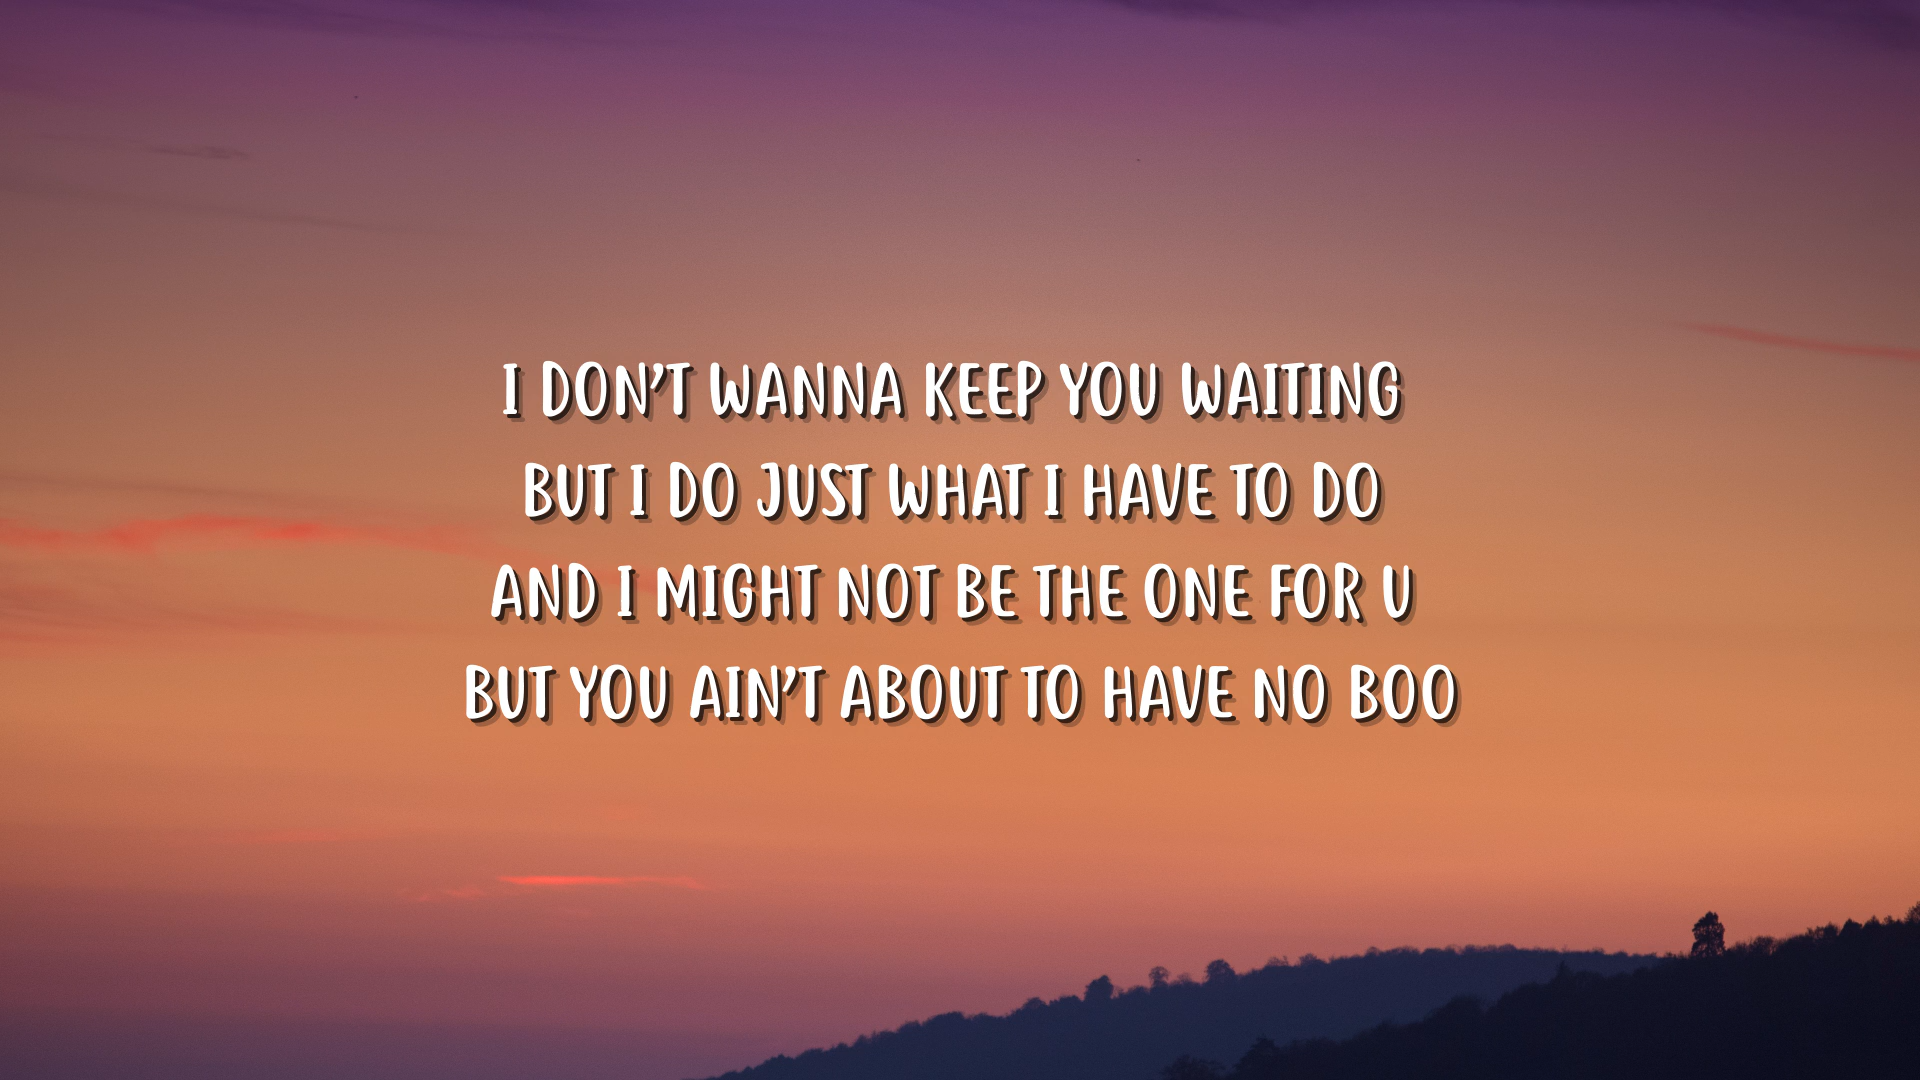 I DON'T WANNA KEEP YOU WAITING
BUT I DO JUST WHAT I HAVE TO DO
AND I MIGHT NOT BE THE ONE FOR U
BUT YOU AIN'T ABOUT TO HAVE NO BOO